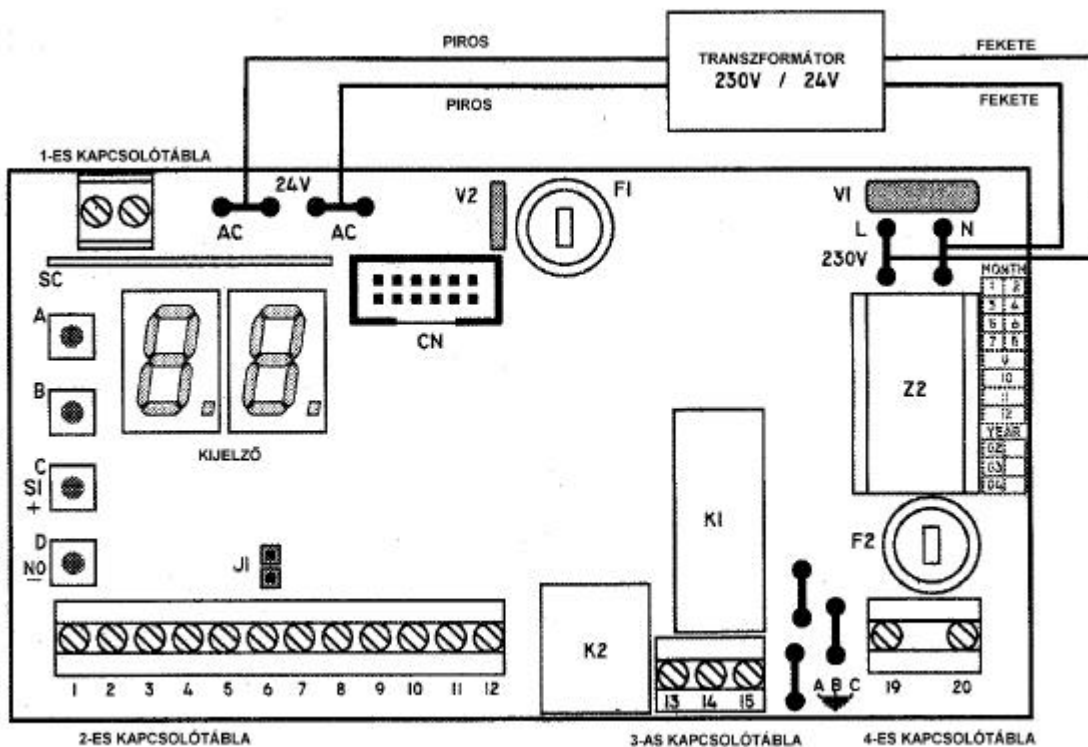 PIROS
TRANSZFORMÁTOR
230V / 24V
FEKETE
PIROS
FEKETE
1-ES KAPCSOLÓTÁBLA
24V
V2
F1
V1
AC
AC
L
N
230V
SC
MONTH
1 2
3 4
5 6
7 8
9
10
11
12
YEAR
02
03
04
A
CN
B
Z2
KIJELZŐ
C
S1
+
K1
F2
D
NO
–
J1
K2
1 2 3 4 5 6 7 8 9 10 11 12
13 14 15
A B C
19 20
2-ES KAPCSOLÓTÁBLA
3-AS KAPCSOLÓTÁBLA
4-ES KAPCSOLÓTÁBLA